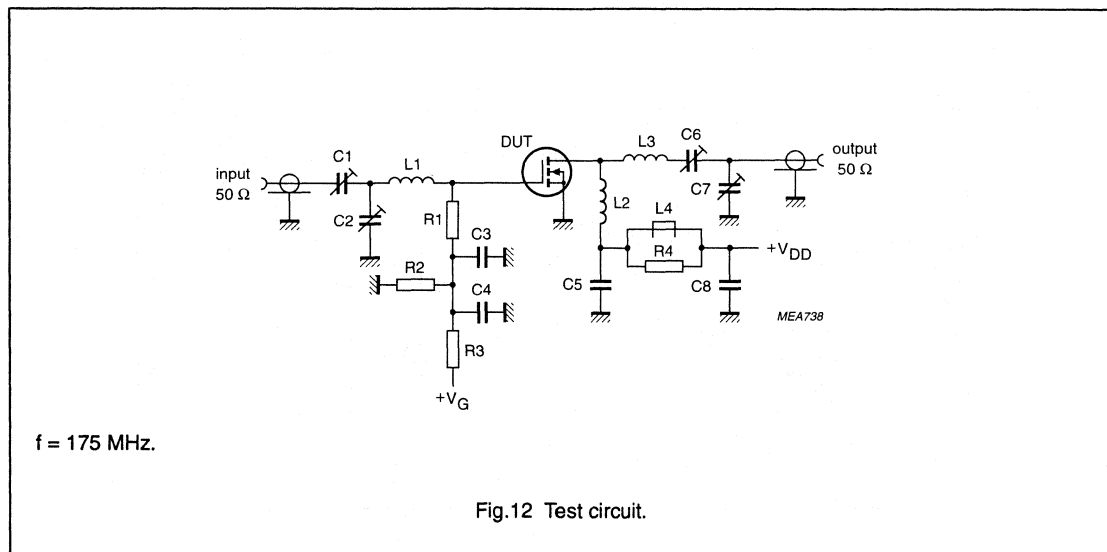 DUT
input
50 Ω
C1
L1
C2
R1
C3
R2
C4
R3
+VG
L3
C6
output
50 Ω
C7
L2
L4
R4
+VDD
C5
C8
MEA738
f = 175 MHz.
Fig.12 Test circuit.